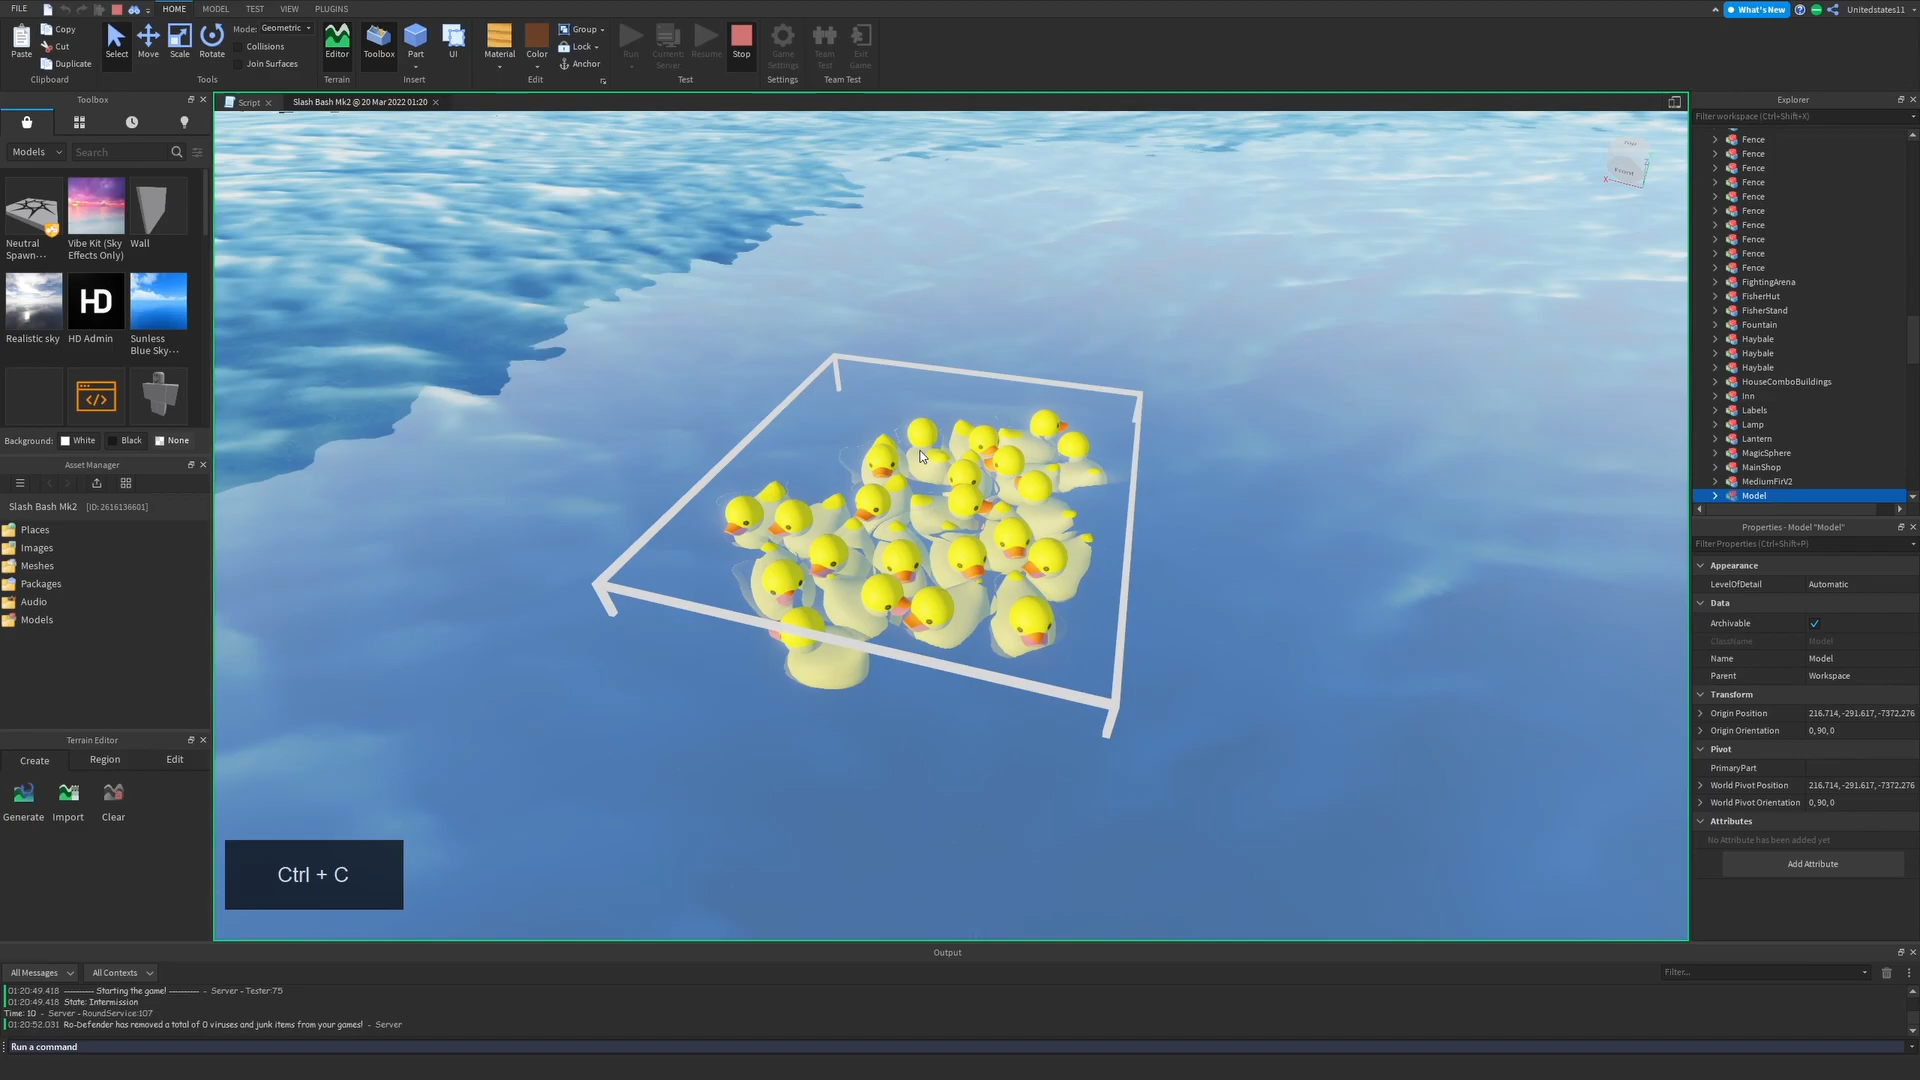 FILE
HOME
MODEL
TEST
VIEW
PLUGINS
What's New
Unitedstates11
Paste
Copy
Cut
Duplicate
Clipboard
Select
Move
Scale
Rotate
Mode: Geometric
Collisions
Join Surfaces
Tools
Editor
Terrain
Toolbox
Part
UI
Insert
Material
Color
Group
Lock
Anchor
Edit
Run
Current: Server
Resume
Stop
Test
Game Settings
Settings
Team Test
Exit Game
Team Test
Toolbox
Models
Search
Neutral Spawn...
Vibe Kit (Sky Effects Only)
Wall
HD
Realistic sky
HD Admin
Sunless Blue Sky...
Background:
White
Black
None
Asset Manager
Slash Bash Mk2 [ID: 2616136601]
Places
Images
Meshes
Packages
Audio
Models
Terrain Editor
Create
Region
Edit
Generate
Import
Clear
Script
Slash Bash Mk2 @ 20 Mar 2022 01:20
Top
Front
X
Z
Ctrl + C
Explorer
Filter workspace (Ctrl+Shift+X)
Fence
Fence
Fence
Fence
Fence
Fence
Fence
Fence
Fence
Fence
FightingArena
FisherHut
FisherStand
Fountain
Haybale
Haybale
Haybale
HouseComboBuildings
Inn
Labels
Lamp
Lantern
MagicSphere
MainShop
MediumFirV2
Model
Properties - Model "Model"
Filter Properties (Ctrl+Shift+P)
Appearance
LevelOfDetail Automatic
Data
Archivable
ClassName Model
Name Model
Parent Workspace
Transform
Origin Position 216.714, -291.617, -7372.276
Origin Orientation 0, 90, 0
Pivot
PrimaryPart
World Pivot Position 216.714, -291.617, -7372.276
World Pivot Orientation 0, 90, 0
Attributes
No Attribute has been added yet
Add Attribute
Output
All Messages
All Contexts
Filter...
01:20:49.418 ---------- Starting the game! ---------- - Server - Tester:75
01:20:49.418 State: Intermission
Time: 10 - Server - RoundService:107
01:20:52.031 Ro-Defender has removed a total of 0 viruses and junk items from your games! - Server
Run a command